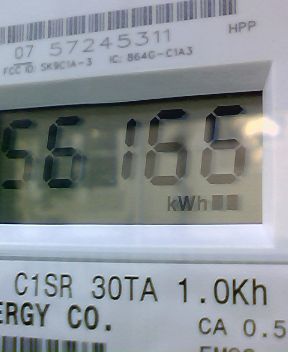 HPP
07 57245311
FCC ID: SK9C1A-3 IC: 864G-C1A3
56166
kWh
C1SR 30TA 1.0Kh
ERGY CO.
CA 0.5